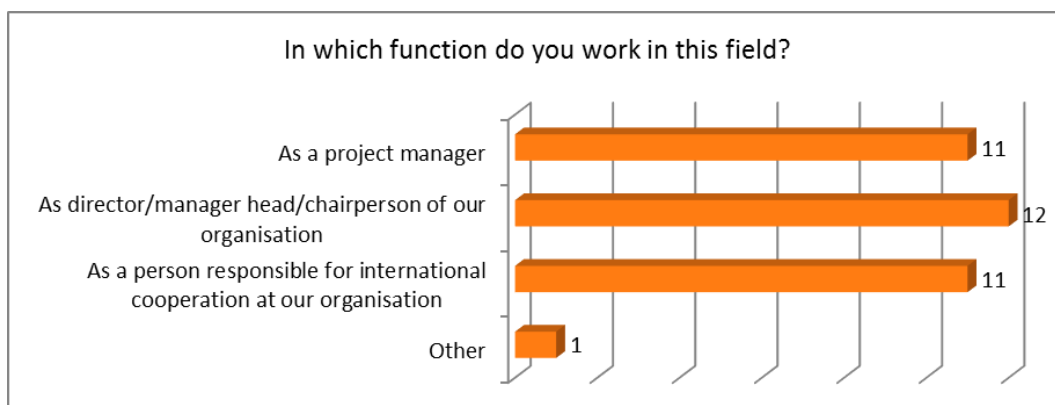 In which function do you work in this field?
As a project manager
11
As director/manager head/chairperson of our
organisation
12
As a person responsible for international
cooperation at our organisation
11
Other
1